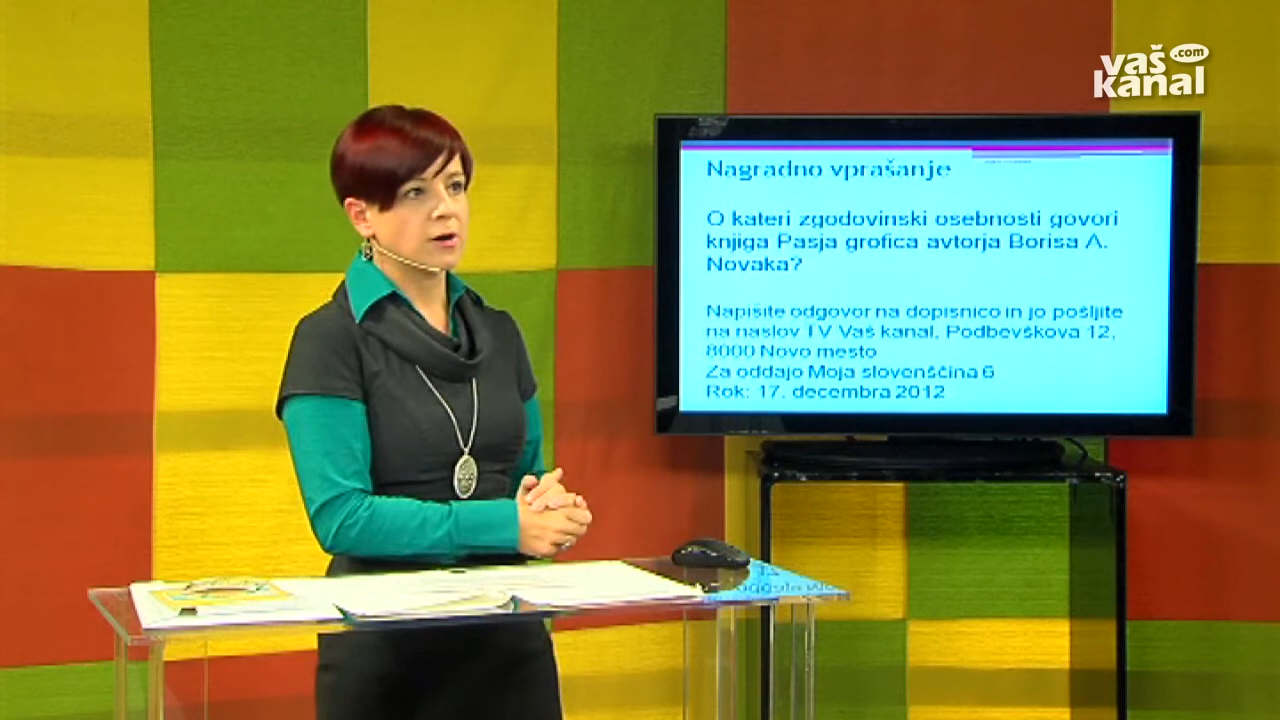 vaš .com
kanal
Nagradno vprašanje
O kateri zgodovinski osebnosti govori
knjiga Pasja grofica avtorja Borisa A.
Novaka?
Napišite odgovor na dopisnico in jo pošljite
na naslov TV Vaš kanal, Podbevškova 12,
8000 Novo mesto
Za oddajo Moja slovenščina 6
Rok: 17. decembra 2012